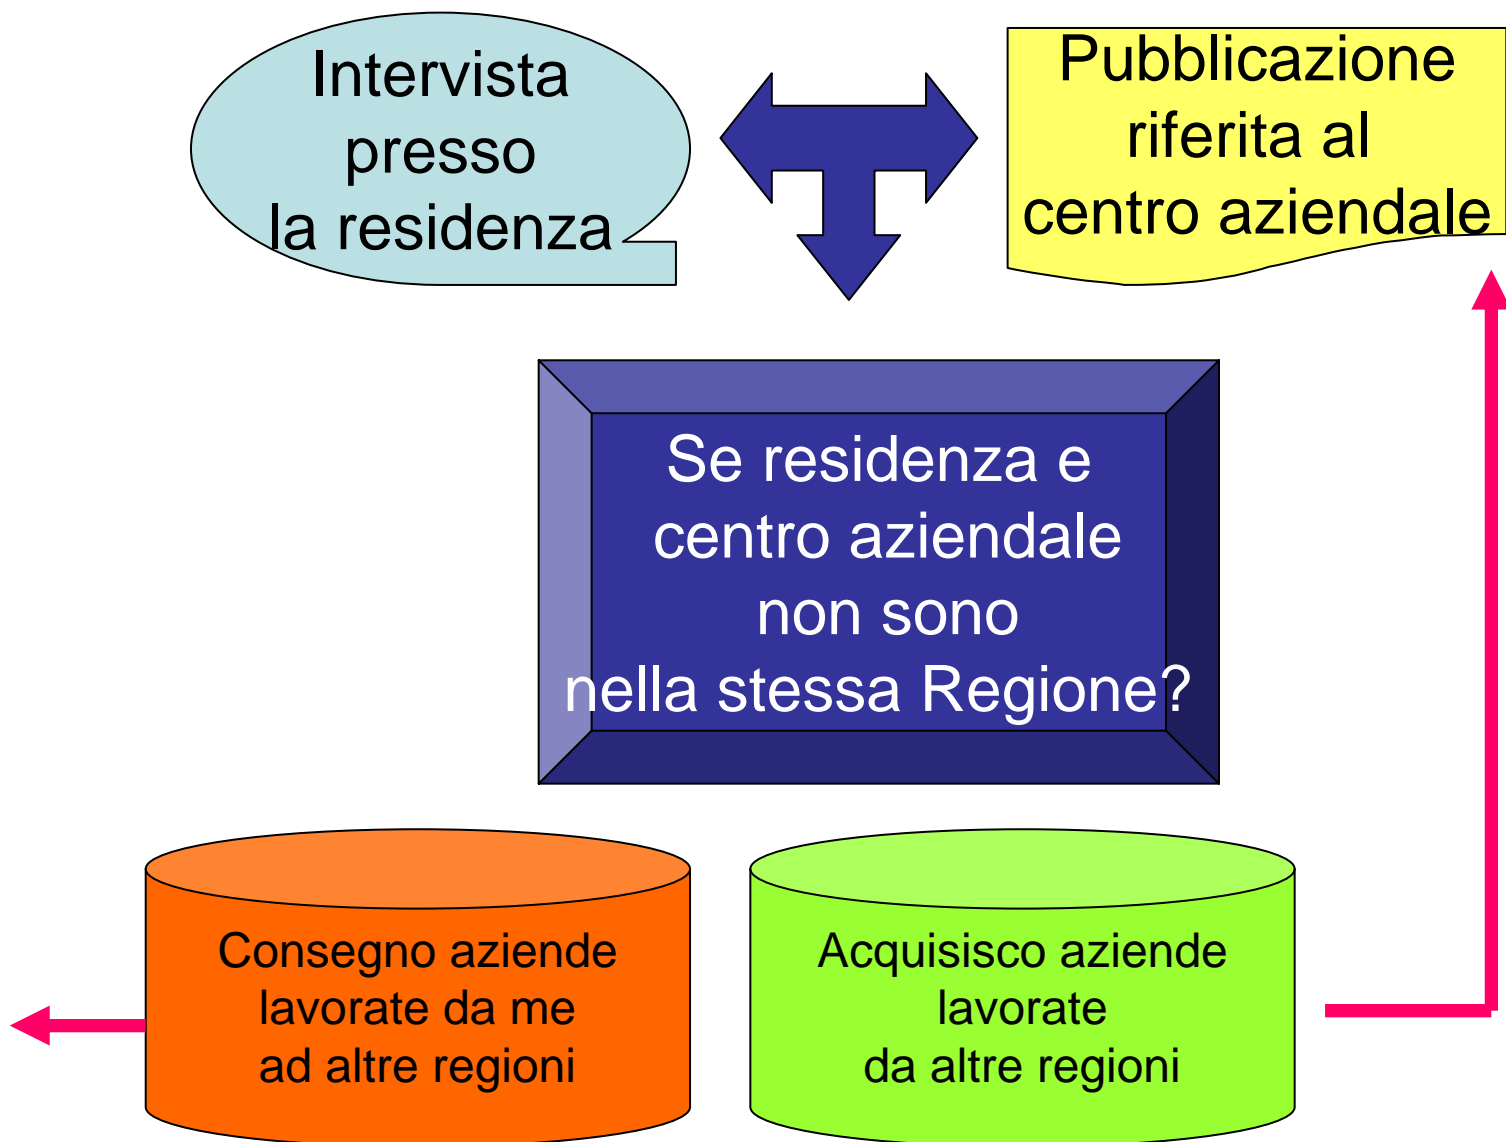 Intervista
presso
la residenza
Pubblicazione
riferita al
centro aziendale
Se residenza e
centro aziendale
non sono
nella stessa Regione?
Consegno aziende
lavorate da me
ad altre regioni
Acquisisco aziende
lavorate
da altre regioni